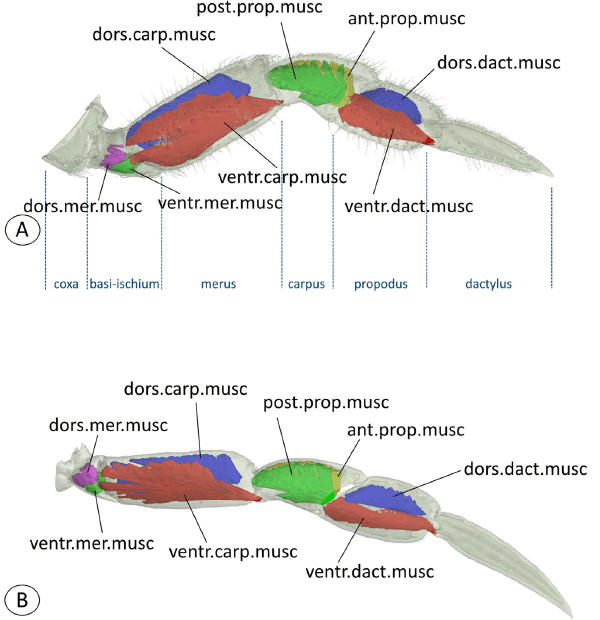 post.prop.musc
ant.prop.musc
dors.carp.musc
dors.dact.musc
ventr.carp.musc
dors.mer.musc
ventr.mer.musc
ventr.dact.musc
A
coxa
basi-ischium
merus
carpus
propodus
dactylus
dors.carp.musc
post.prop.musc
dors.mer.musc
ant.prop.musc
dors.dact.musc
ventr.mer.musc
ventr.carp.musc
ventr.dact.musc
B